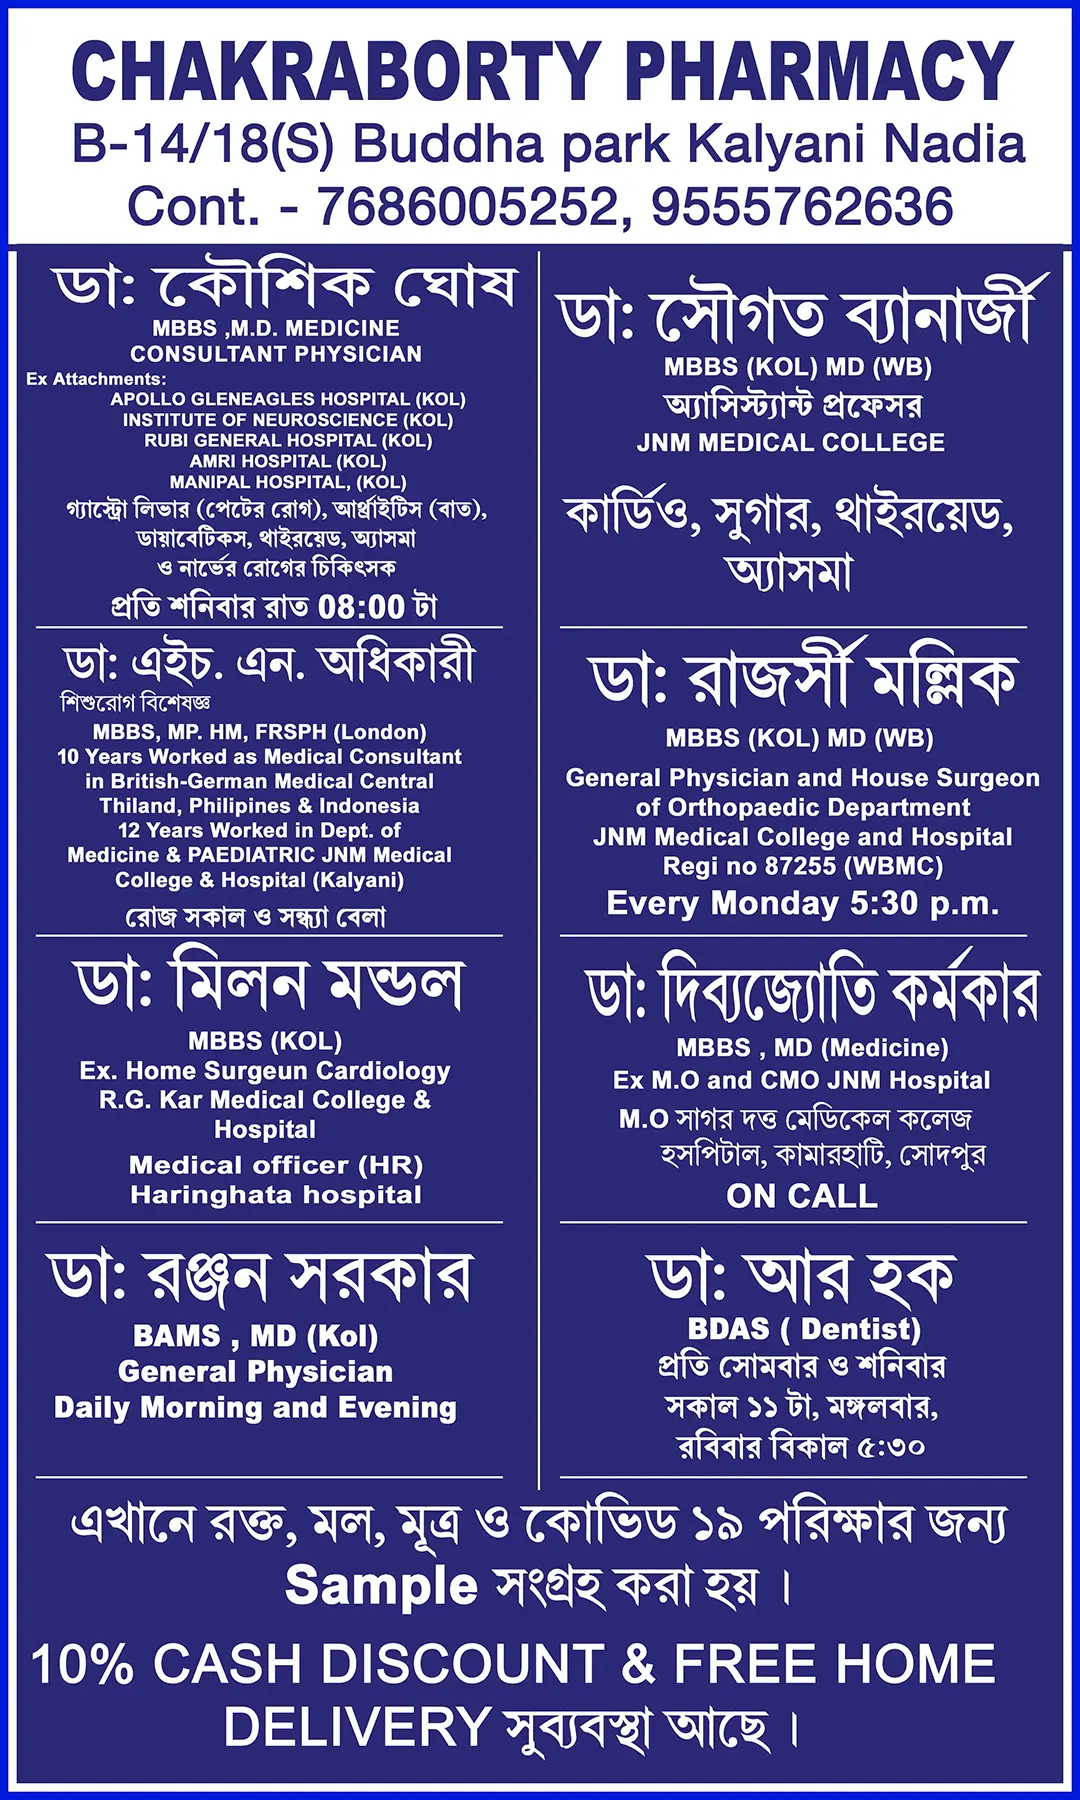 CHAKRABORTY PHARMACY
B-14/18(S) Buddha park Kalyani Nadia
Cont. - 7686005252, 9555762636
ডা: কৌশিক ঘোষ
MBBS ,M.D. MEDICINE
CONSULTANT PHYSICIAN
Ex Attachments:
APOLLO GLENEAGLES HOSPITAL (KOL)
INSTITUTE OF NEUROSCIENCE (KOL)
RUBI GENERAL HOSPITAL (KOL)
AMRI HOSPITAL (KOL)
MANIPAL HOSPITAL, (KOL)
গ্যাস্ট্রো লিভার (পেটের রোগ), আর্থ্রাইটিস (বাত),
ডায়াবেটিকস, থাইরয়েড, অ্যাসমা
ও নার্ভের রোগের চিকিৎসক
প্রতি শনিবার রাত 08:00 টা
ডা: সৌগত ব্যানার্জী
MBBS (KOL) MD (WB)
অ্যাসিস্ট্যান্ট প্রফেসর
JNM MEDICAL COLLEGE
কার্ডিও, সুগার, থাইরয়েড,
অ্যাসমা
ডা: এইচ. এন. অধিকারী
শিশুরোগ বিশেষজ্ঞ
MBBS, MP. HM, FRSPH (London)
10 Years Worked as Medical Consultant
in British-German Medical Central
Thiland, Philipines & Indonesia
12 Years Worked in Dept. of
Medicine & PAEDIATRIC JNM Medical
College & Hospital (Kalyani)
রোজ সকাল ও সন্ধ্যা বেলা
ডা: রাজর্সী মল্লিক
MBBS (KOL) MD (WB)
General Physician and House Surgeon
of Orthopaedic Department
JNM Medical College and Hospital
Regi no 87255 (WBMC)
Every Monday 5:30 p.m.
ডা: মিলন মন্ডল
MBBS (KOL)
Ex. Home Surgeun Cardiology
R.G. Kar Medical College &
Hospital
Medical officer (HR)
Haringhata hospital
ডা: দিব্যজ্যোতি কর্মকার
MBBS , MD (Medicine)
Ex M.O and CMO JNM Hospital
M.O সাগর দত্ত মেডিকেল কলেজ
হসপিটাল, কামারহাটি, সোদপুর
ON CALL
ডা: রঞ্জন সরকার
BAMS , MD (Kol)
General Physician
Daily Morning and Evening
ডা: আর হক
BDAS ( Dentist)
প্রতি সোমবার ও শনিবার
সকাল ১১ টা, মঙ্গলবার,
রবিবার বিকাল ৫:৩০
এখানে রক্ত, মল, মূত্র ও কোভিড ১৯ পরিক্ষার জন্য
Sample সংগ্রহ করা হয় ।
10% CASH DISCOUNT & FREE HOME
DELIVERY সুব্যবস্থা আছে ।